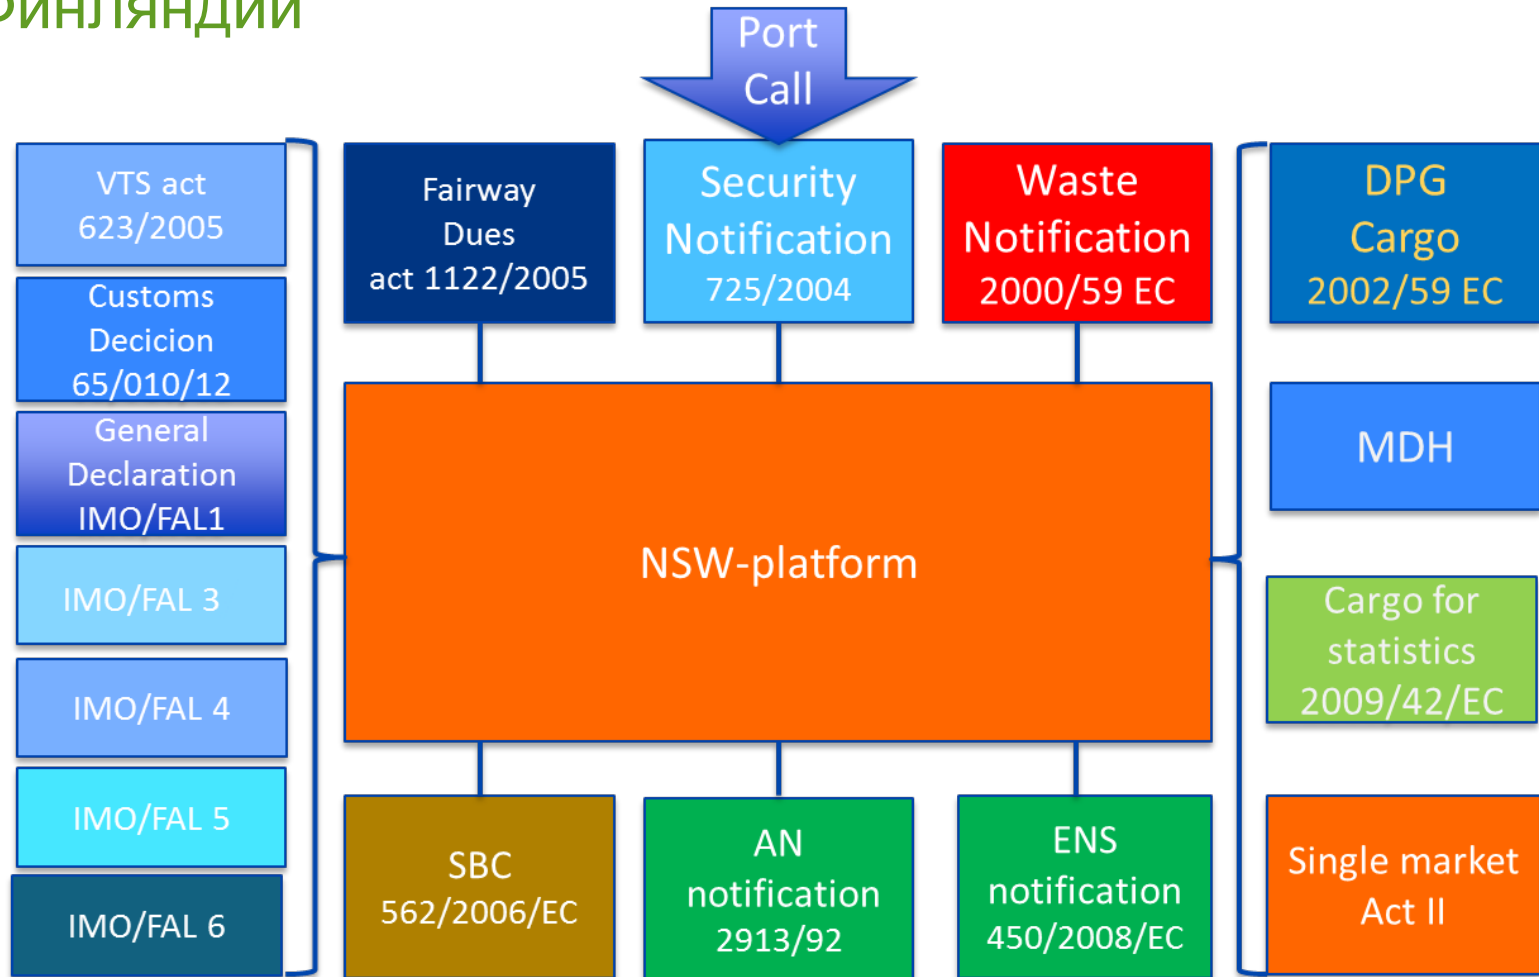 Финляндии
Port
Call
VTS act
623/2005
Customs
Decicion
65/010/12
General
Declaration
IMO/FAL1
IMO/FAL 3
IMO/FAL 4
IMO/FAL 5
IMO/FAL 6
Fairway
Dues
act 1122/2005
Security
Notification
725/2004
Waste
Notification
2000/59 EC
NSW-platform
SBC
562/2006/EC
AN
notification
2913/92
ENS
notification
450/2008/EC
DPG
Cargo
2002/59 EC
MDH
Cargo for
statistics
2009/42/EC
Single market
Act II